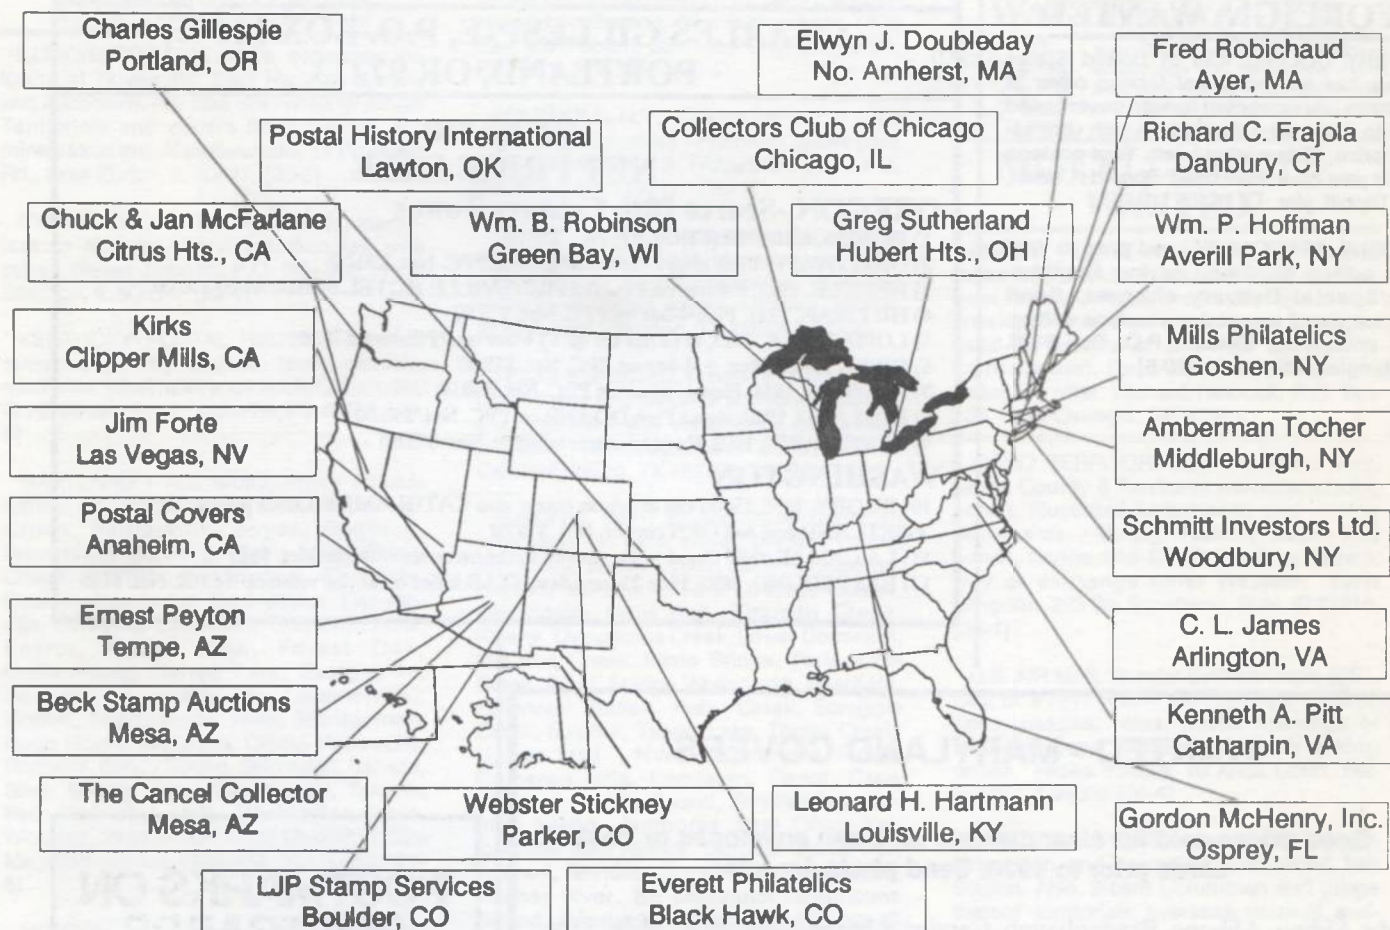 Charles Gillespie
Portland, OR
Elwyn J. Doubleday
No. Amherst, MA
Fred Robichaud
Ayer, MA
Postal History International
Lawton, OK
Collectors Club of Chicago
Chicago, IL
Richard C. Frajola
Danbury, CT
Chuck & Jan McFarlane
Citrus Hts., CA
Wm. B. Robinson
Green Bay, WI
Greg Sutherland
Hubert Hts., OH
Wm. P. Hoffman
Averill Park, NY
Kirks
Clipper Mills, CA
Mills Philatelics
Goshen, NY
Jim Forte
Las Vegas, NV
Amberman Tocher
Middleburgh, NY
Postal Covers
Anaheim, CA
Schmitt Investors Ltd.
Woodbury, NY
Ernest Peyton
Tempe, AZ
C. L. James
Arlington, VA
Beck Stamp Auctions
Mesa, AZ
Kenneth A. Pitt
Catharpin, VA
The Cancel Collector
Mesa, AZ
Webster Stickney
Parker, CO
Leonard H. Hartmann
Louisville, KY
Gordon McHenry, Inc.
Osprey, FL
LJP Stamp Services
Boulder, CO
Everett Philatelics
Black Hawk, CO